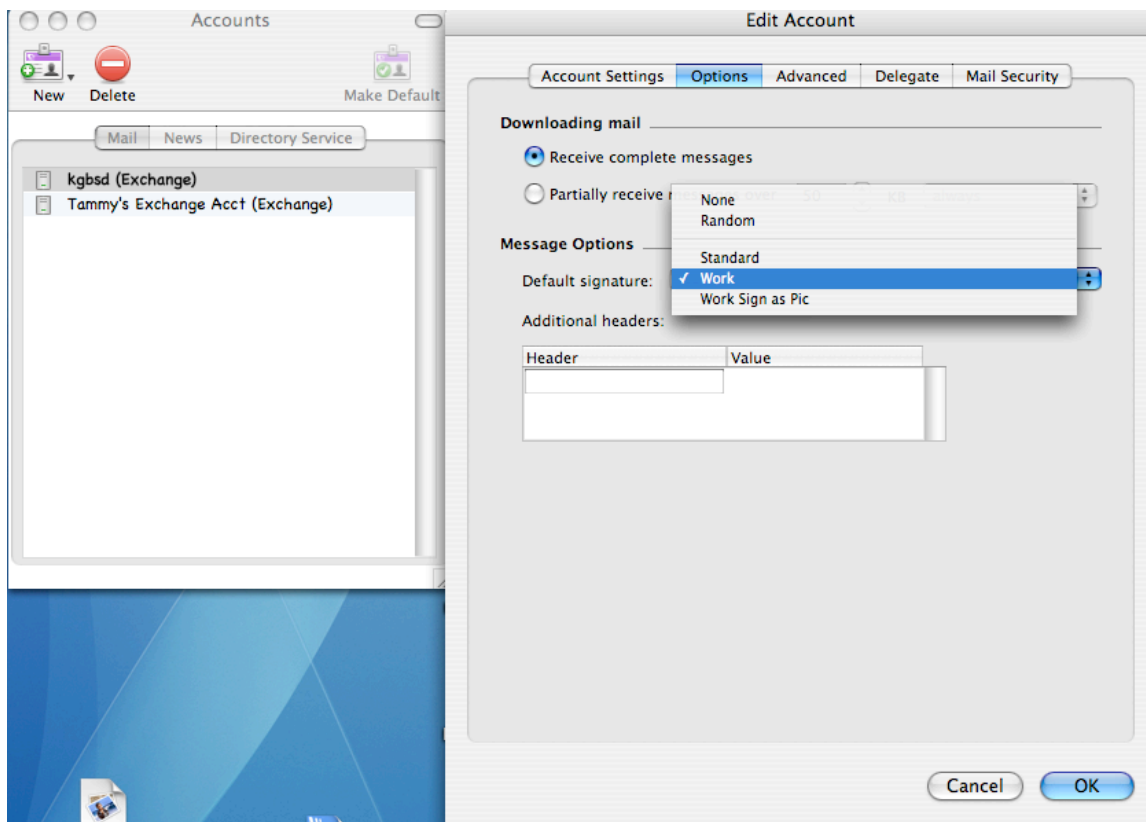 Accounts
New
Delete
Make Default
Mail
News
Directory Service
kgbsd (Exchange)
Tammy's Exchange Acct (Exchange)
Edit Account
Account Settings
Options
Advanced
Delegate
Mail Security
Downloading mail
Receive complete messages
Partially receive
None
Random
Message Options
Standard
Default signature:
✓ Work
Work Sign as Pic
Additional headers:
Header
Value
Cancel
OK